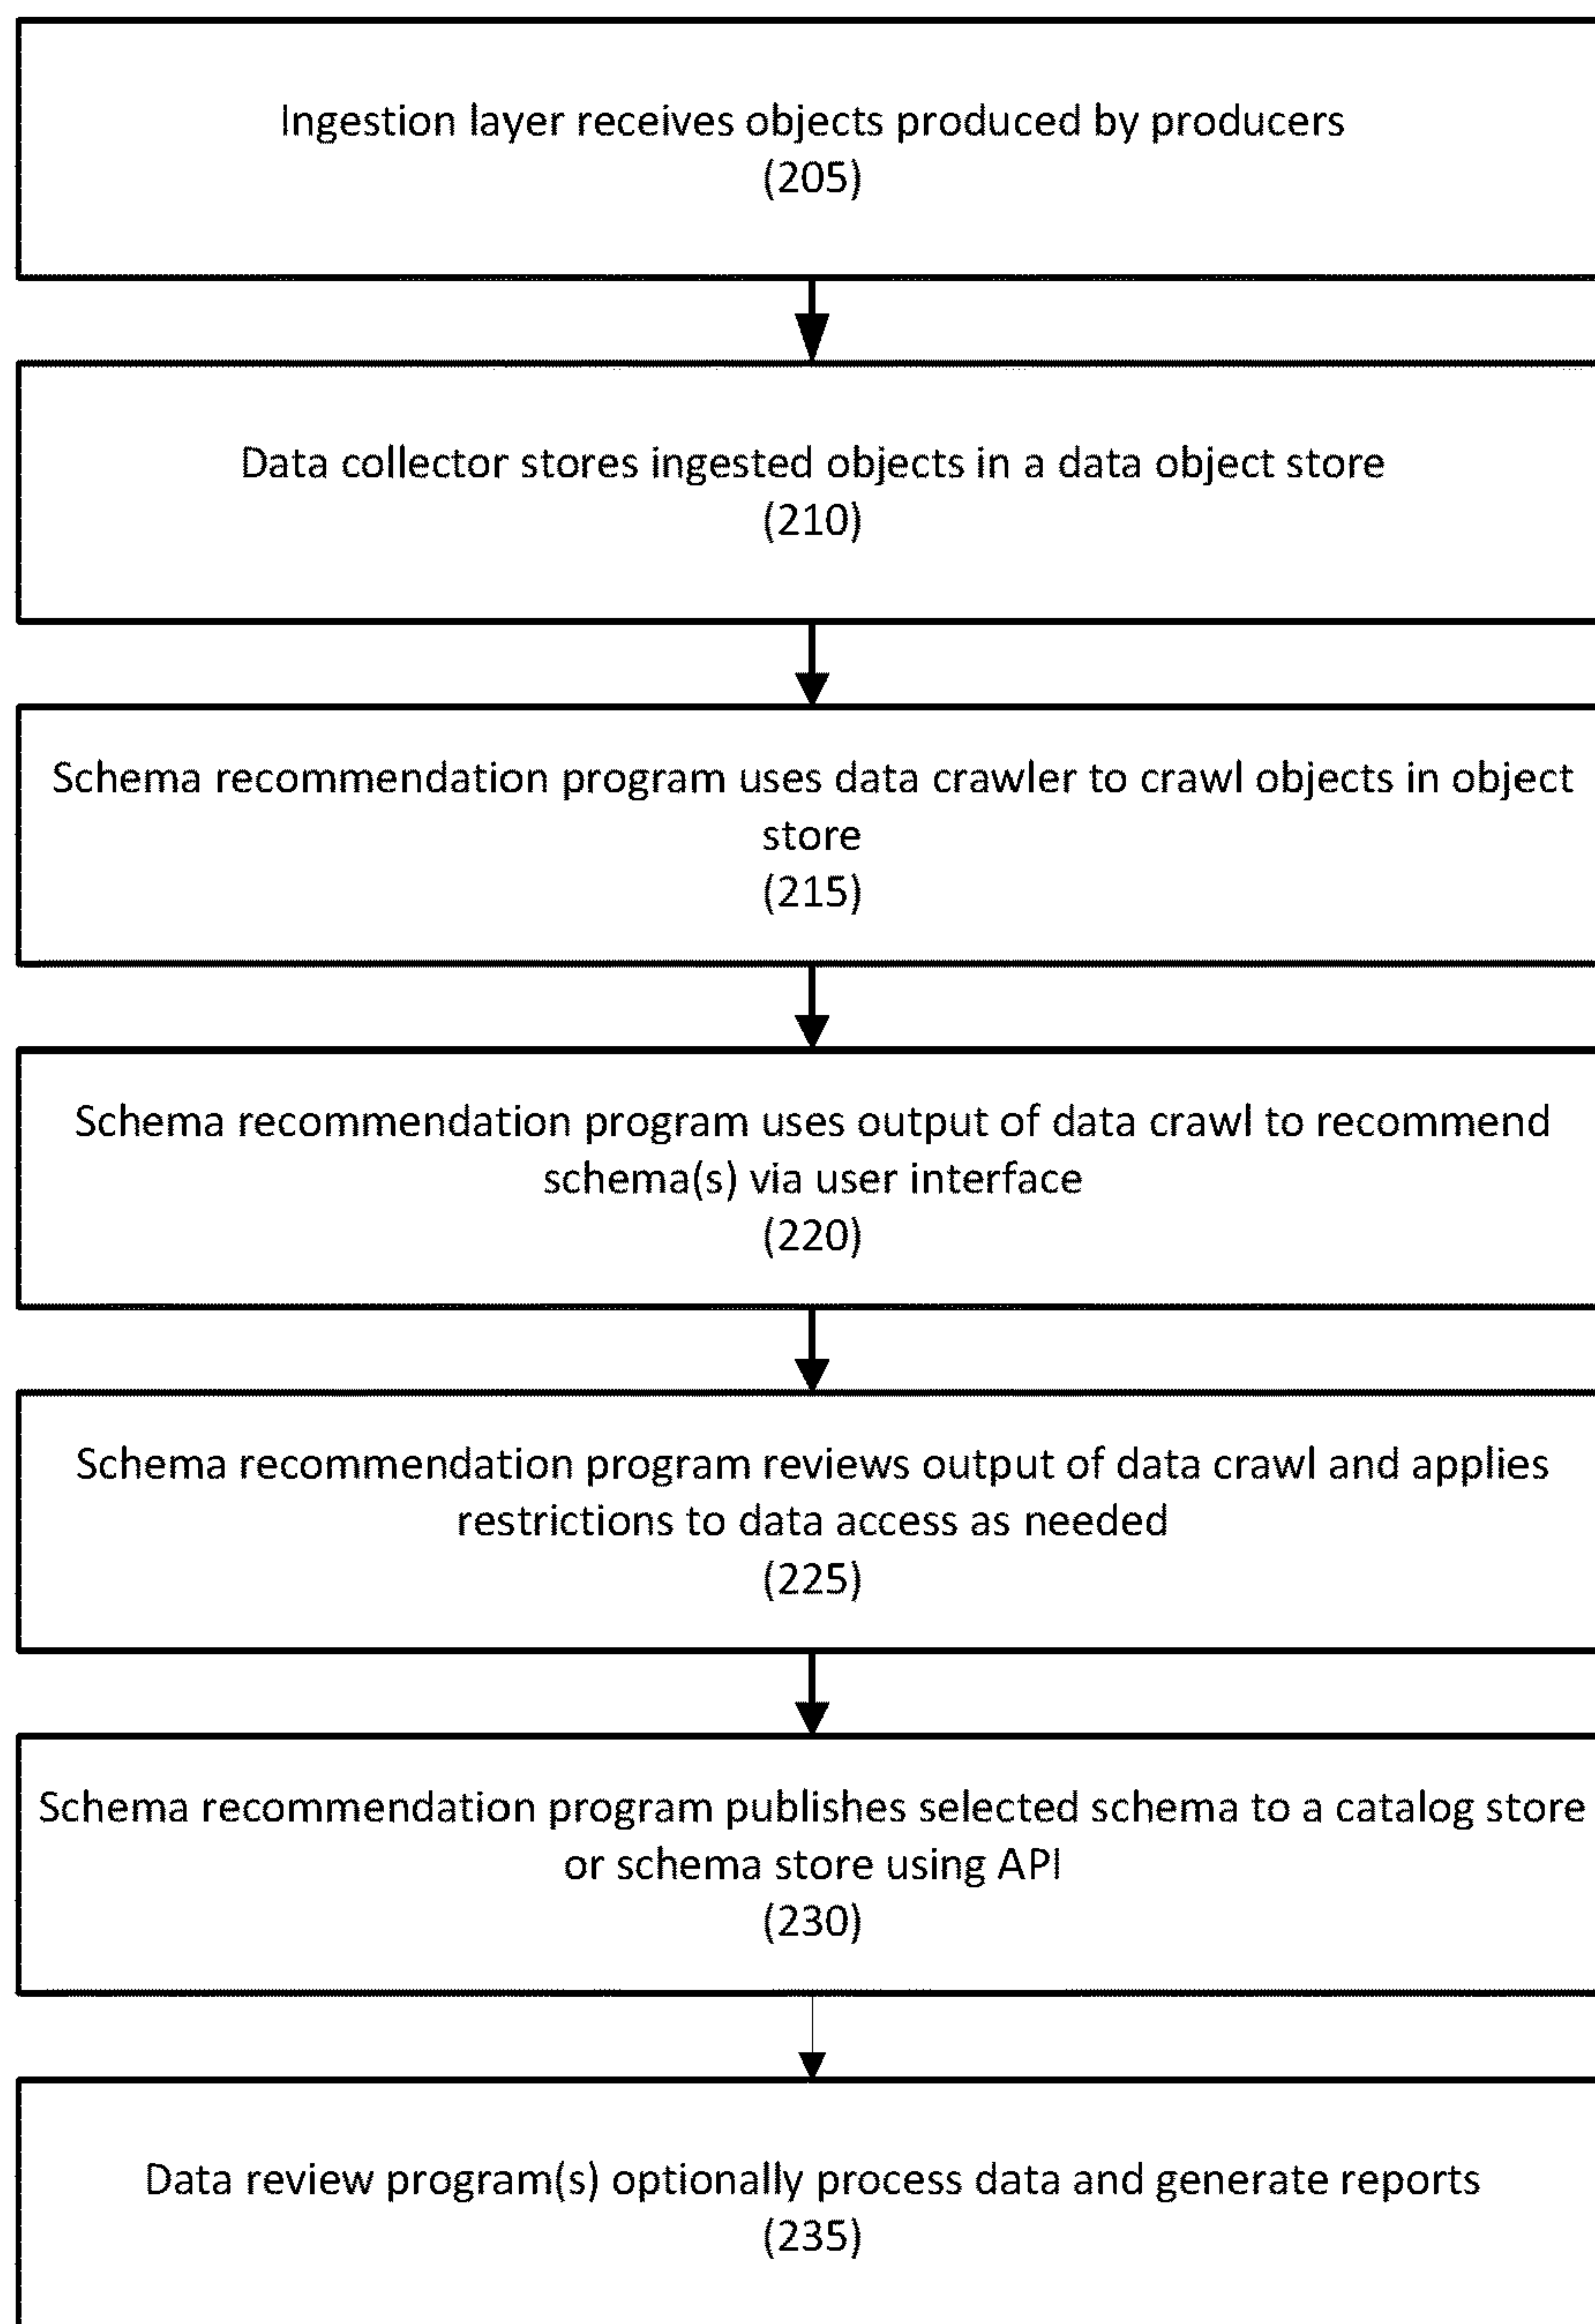 Ingestion layer receives objects produced by producers
(205)
Data collector stores ingested objects in a data object store
(210)
Schema recommendation program uses data crawler to crawl objects in object
store
(215)
Schema recommendation program uses output of data crawl to recommend
schema(s) via user interface
(220)
Schema recommendation program reviews output of data crawl and applies
restrictions to data access as needed
(225)
Schema recommendation program publishes selected schema to a catalog store
or schema store using API
(230)
Data review program(s) optionally process data and generate reports
(235)